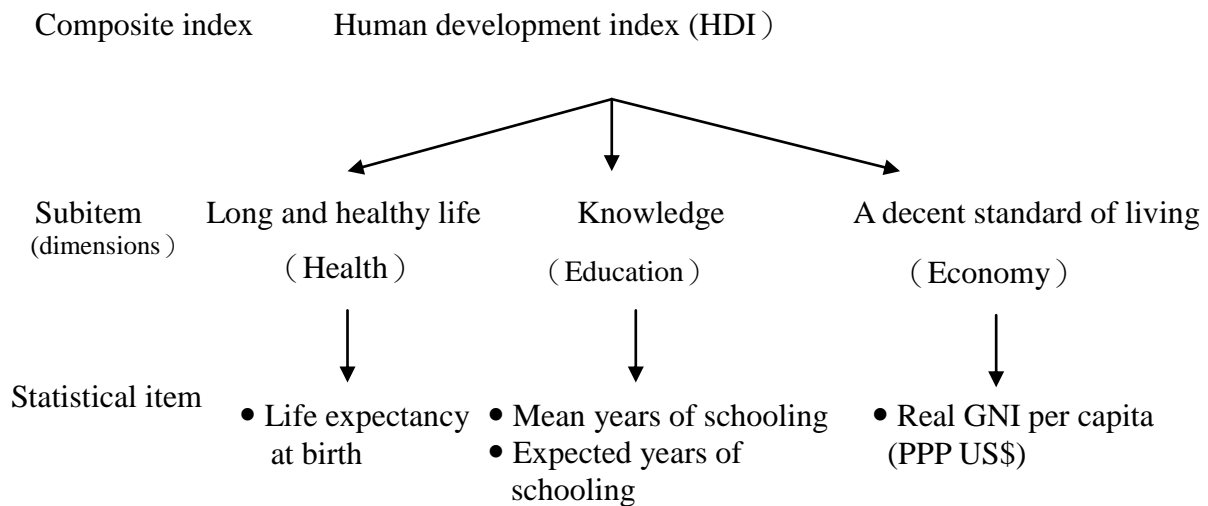 Composite index Human development index (HDI）
Subitem Long and healthy life Knowledge A decent standard of living
(dimensions） （Health） （Education） （Economy）
Statistical item
• Life expectancy at birth
• Mean years of schooling
• Expected years of schooling
• Real GNI per capita (PPP US$)